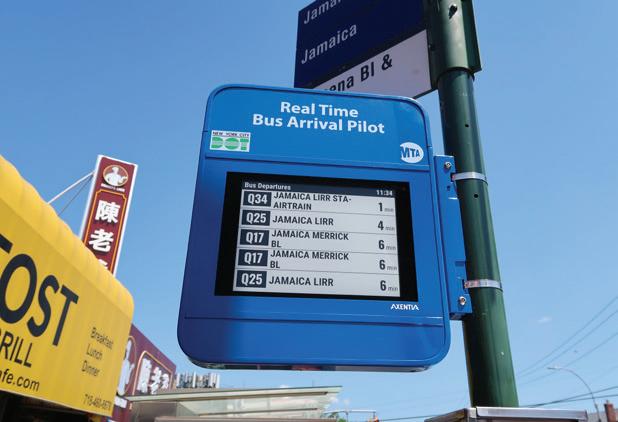 Jamaica
Jamaica
Bl &
Real Time
Bus Arrival Pilot
NEW YORK CITY
DOT
MTA
Bus Departures 11:34
Q34 JAMAICA LIRR STA-
AIRTRAIN 1 min
Q25 JAMAICA LIRR 4 min
Q17 JAMAICA MERRICK
BL 6 min
Q17 JAMAICA MERRICK
BL 6 min
Q25 JAMAICA LIRR 6 min
AXENTIA
陳
老
OST
RILL
fe.com
Breakfast
Lunch
Dinner
陳老